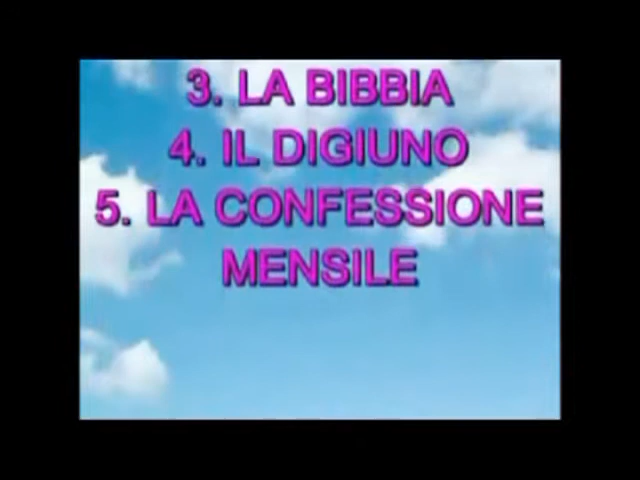 3. LA BIBBIA
4. IL DIGIUNO
5. LA CONFESSIONE
MENSILE